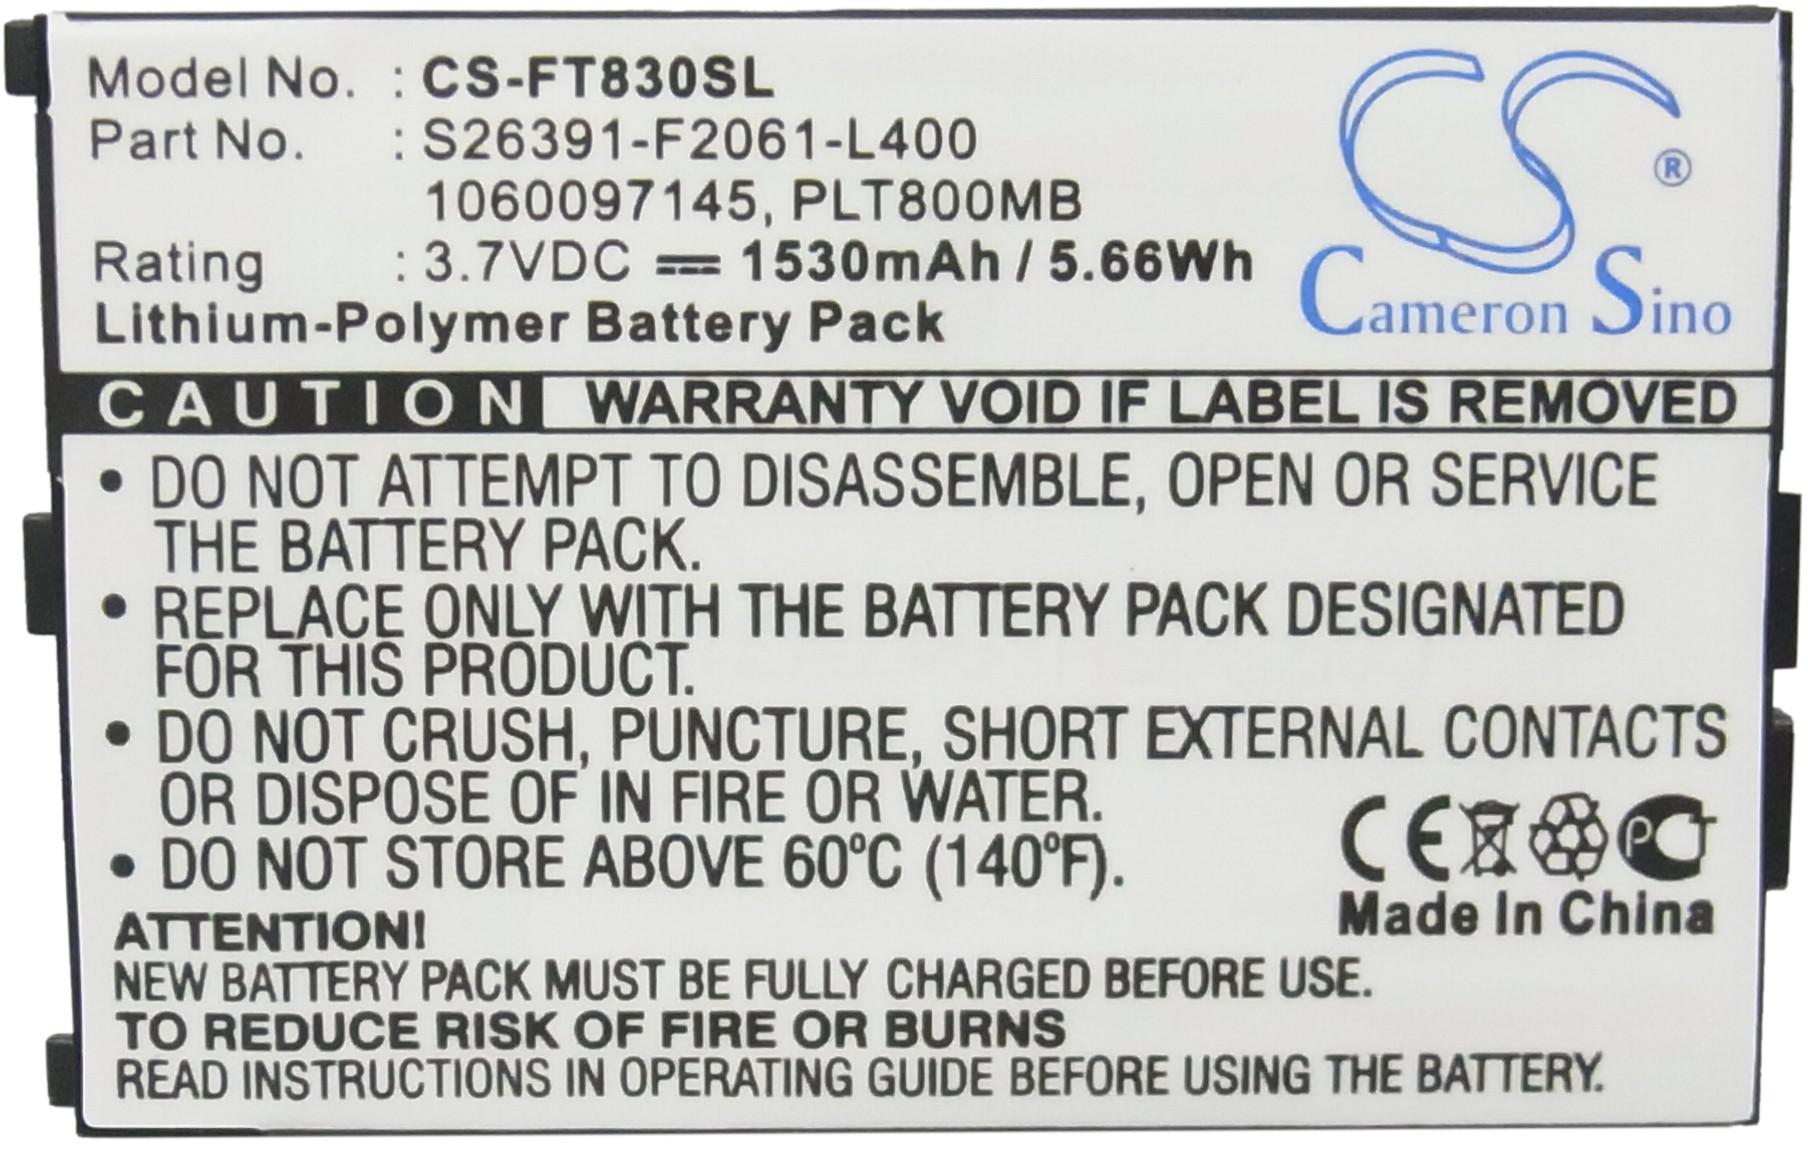 Model No. : CS-FT830SL
Part No. : S26391-F2061-L400
1060097145, PLT800MB
Rating : 3.7VDC ⎓ 1530mAh / 5.66Wh
Lithium-Polymer Battery Pack
CS ®
Cameron Sino
CAUTION WARRANTY VOID IF LABEL IS REMOVED
• DO NOT ATTEMPT TO DISASSEMBLE, OPEN OR SERVICE
THE BATTERY PACK.
• REPLACE ONLY WITH THE BATTERY PACK DESIGNATED
FOR THIS PRODUCT.
• DO NOT CRUSH, PUNCTURE, SHORT EXTERNAL CONTACTS
OR DISPOSE OF IN FIRE OR WATER.
• DO NOT STORE ABOVE 60°C (140°F).
CE PCT
Made In China
ATTENTION!
NEW BATTERY PACK MUST BE FULLY CHARGED BEFORE USE.
TO REDUCE RISK OF FIRE OR BURNS
READ INSTRUCTIONS IN OPERATING GUIDE BEFORE USING THE BATTERY.